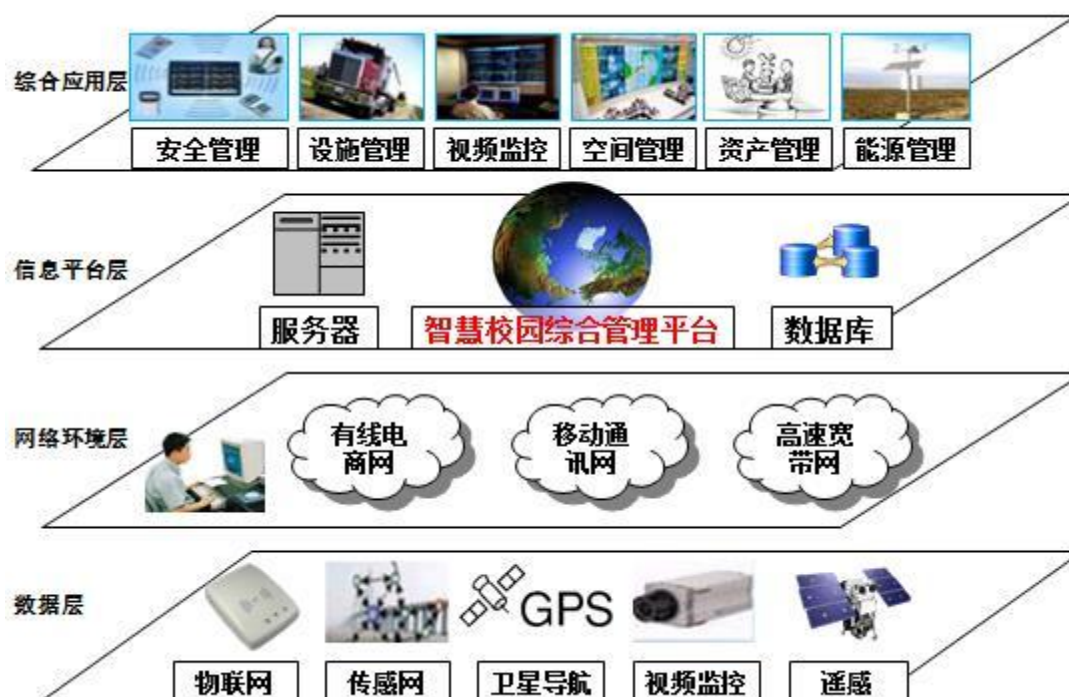 综合应用层
安全管理
设施管理
视频监控
空间管理
资产管理
能源管理
信息平台层
服务器
智慧校园综合管理平台
数据库
网络环境层
有线电
商网
移动通
讯网
高速宽
带网
数据层
GPS
物联网
传感网
卫星导航
视频监控
遥感